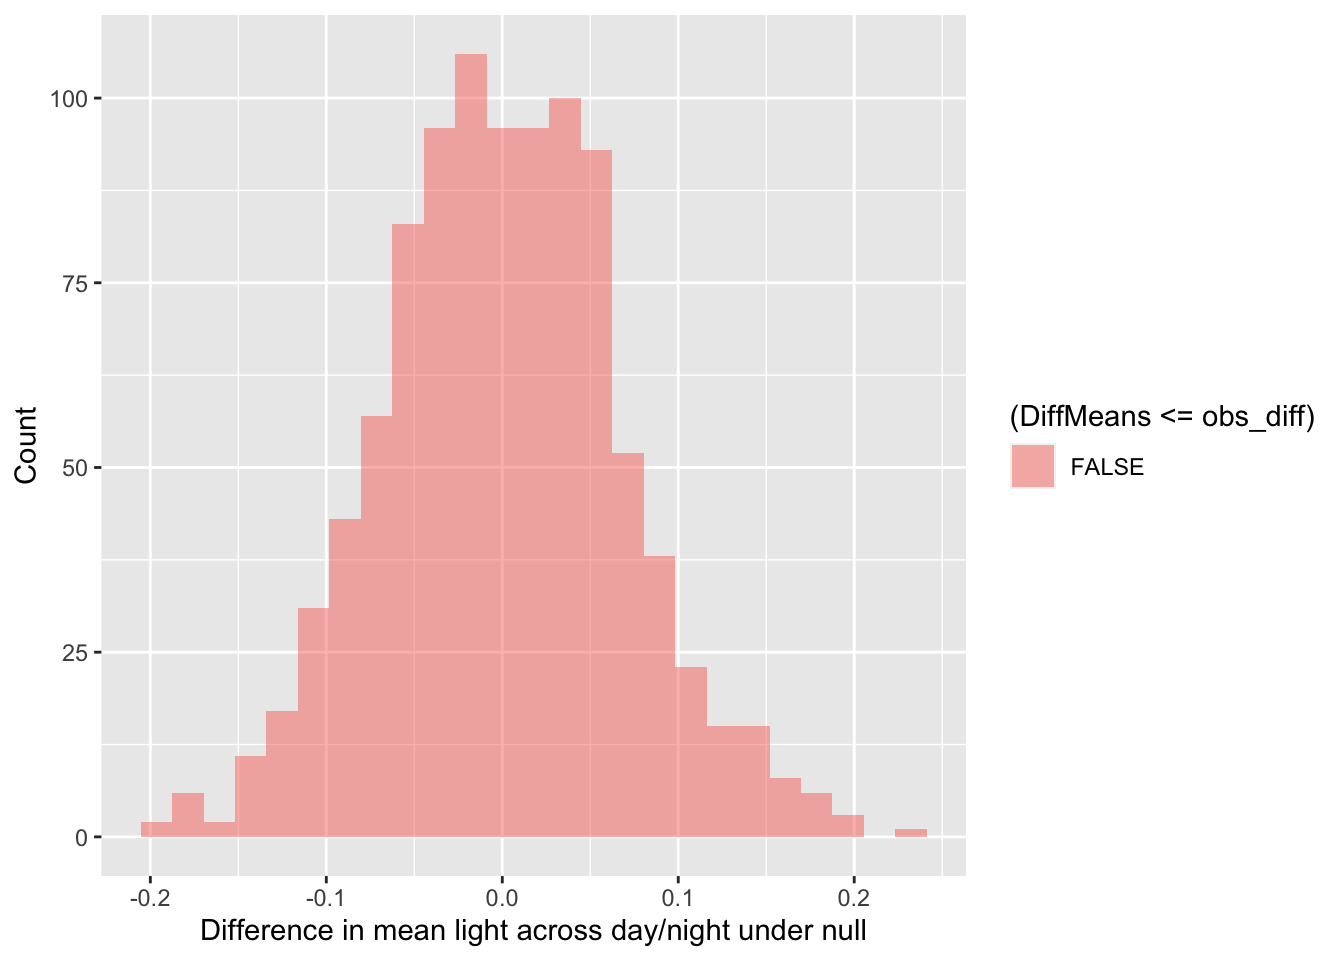 100
75
50
25
0
Count
-0.2
-0.1
0.0
0.1
0.2
Difference in mean light across day/night under null
(DiffMeans <= obs_diff)
FALSE